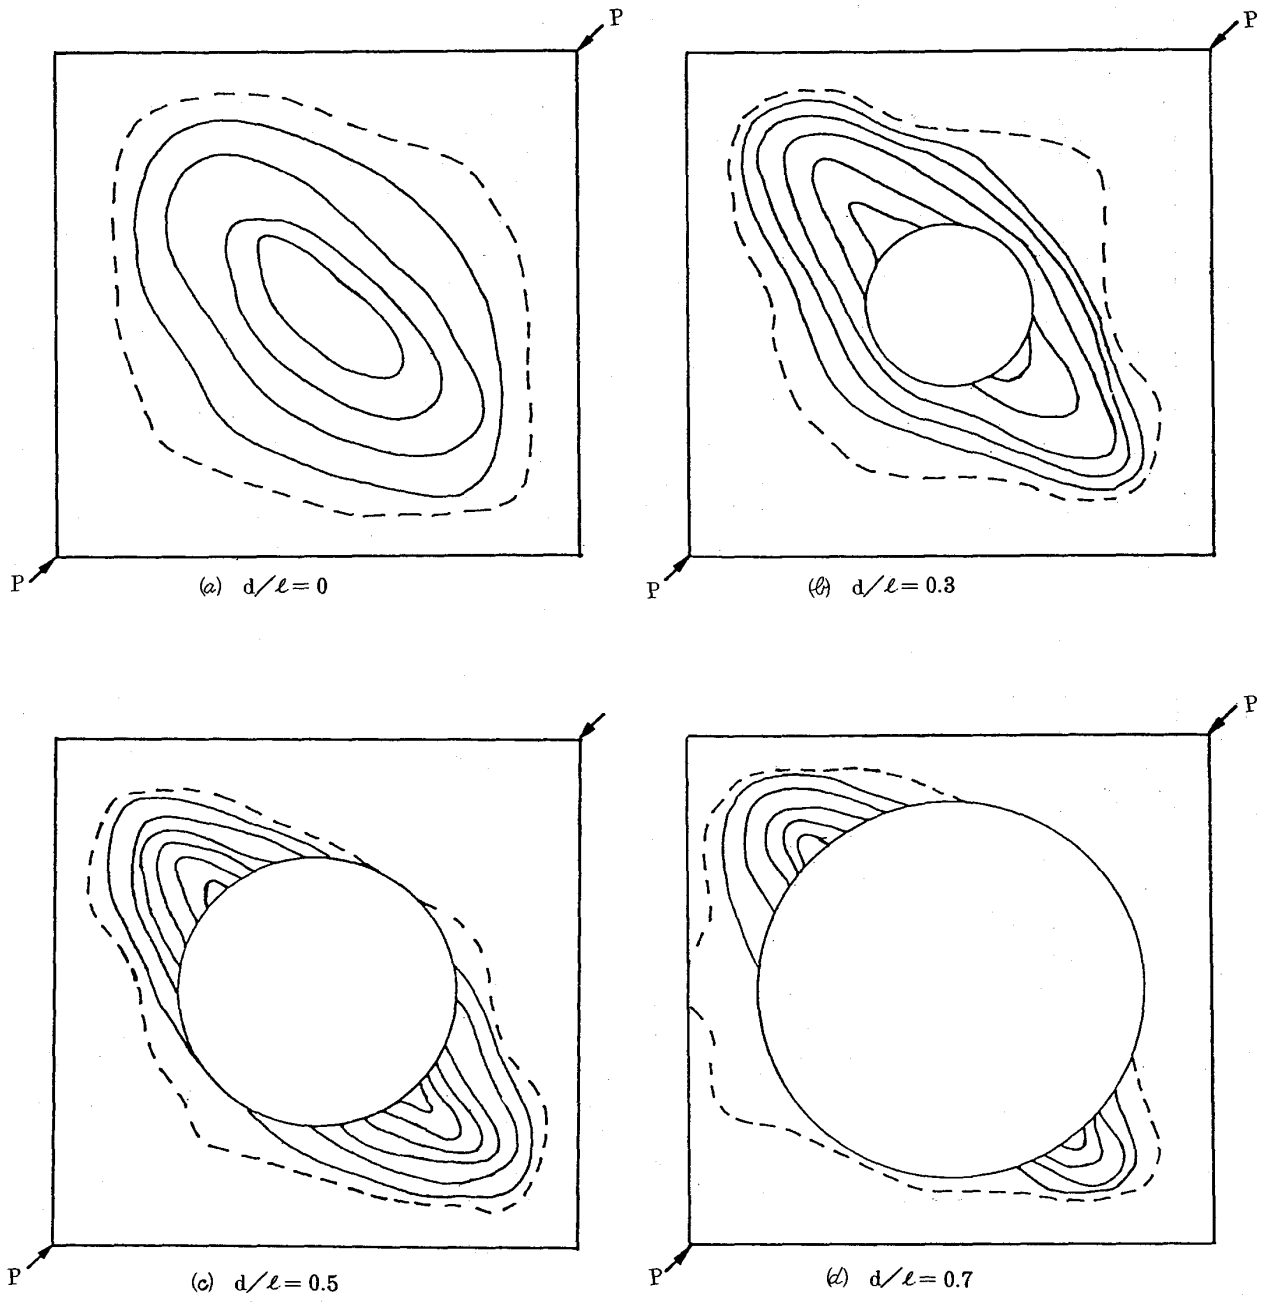 P
P
P
P
(a) d/ℓ = 0
(b) d/ℓ = 0.3
P
P
P
(c) d/ℓ = 0.5
(d) d/ℓ = 0.7